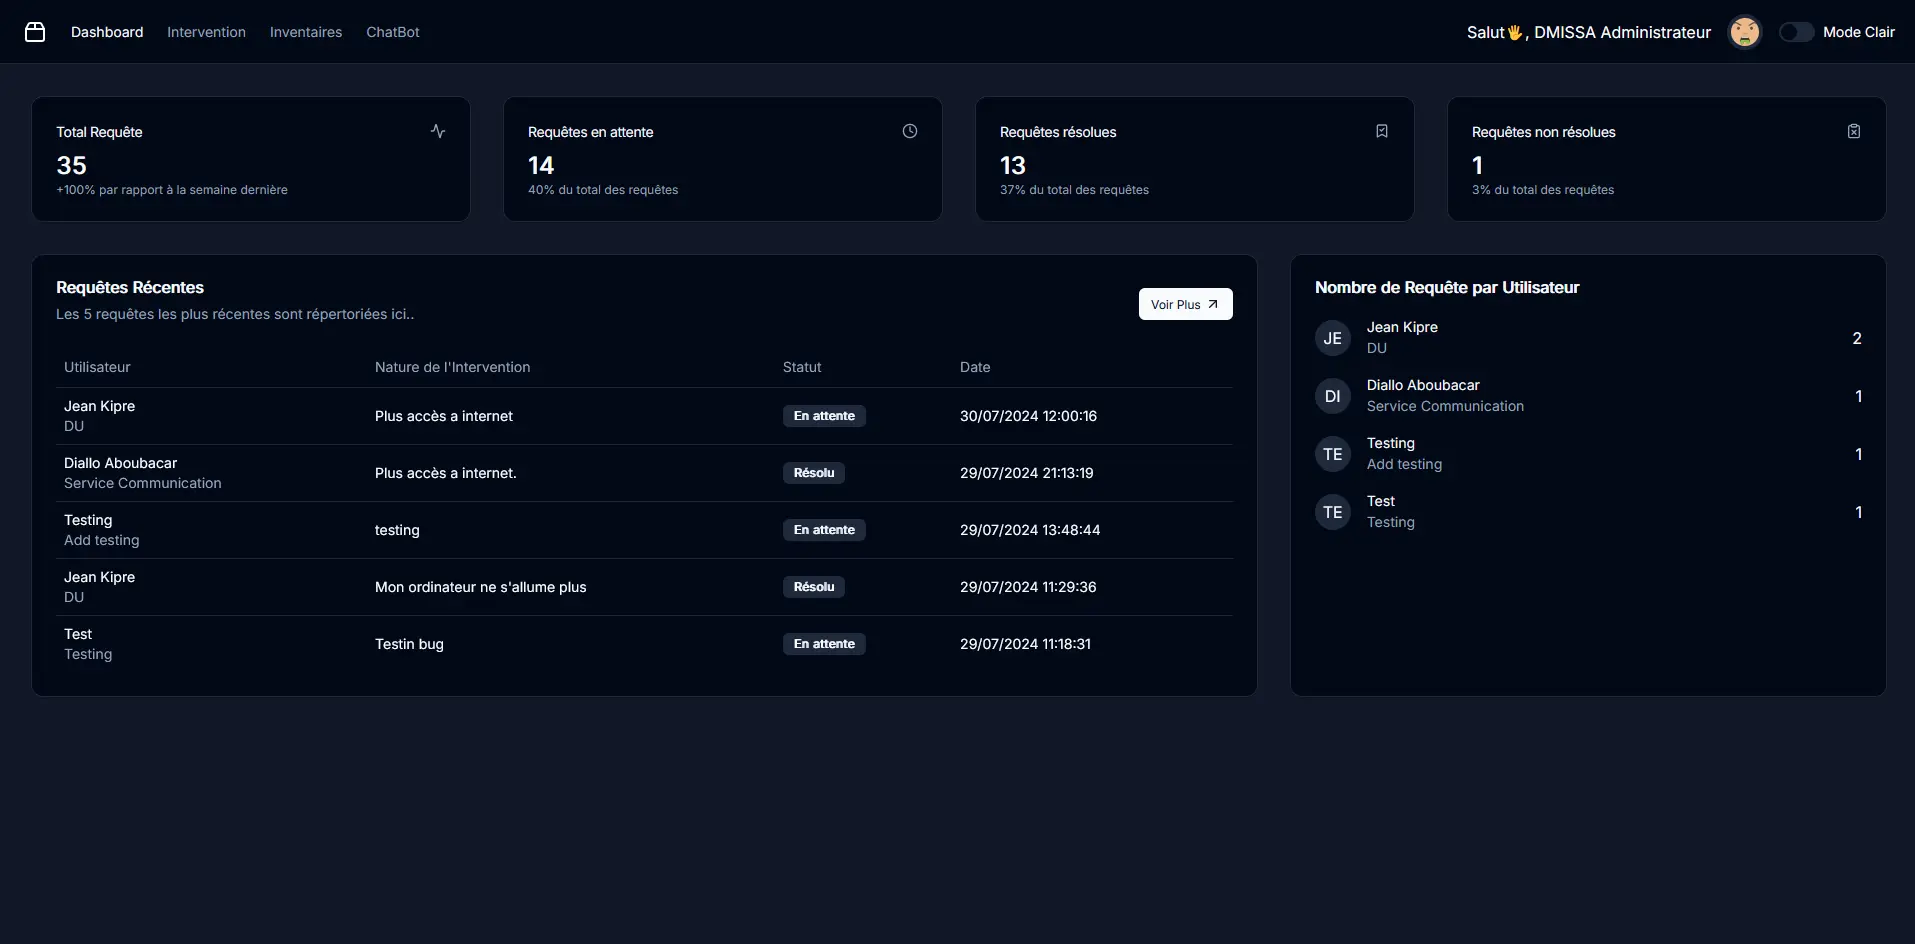 Dashboard Intervention Inventaires ChatBot Salut🖐, DMISSA Administrateur Mode Clair
Total Requête
35
+100% par rapport à la semaine dernière
Requêtes en attente
14
40% du total des requêtes
Requêtes résolues
13
37% du total des requêtes
Requêtes non résolues
1
3% du total des requêtes
Requêtes Récentes
Les 5 requêtes les plus récentes sont répertoriées ici..
Voir Plus
Utilisateur Nature de l'Intervention Statut Date
Jean Kipre
DU
Plus accès a internet En attente 30/07/2024 12:00:16
Diallo Aboubacar
Service Communication
Plus accès a internet. Résolu 29/07/2024 21:13:19
Testing
Add testing
testing En attente 29/07/2024 13:48:44
Jean Kipre
DU
Mon ordinateur ne s'allume plus Résolu 29/07/2024 11:29:36
Test
Testing
Testin bug En attente 29/07/2024 11:18:31
Nombre de Requête par Utilisateur
JE
Jean Kipre
DU
2
DI
Diallo Aboubacar
Service Communication
1
TE
Testing
Add testing
1
TE
Test
Testing
1